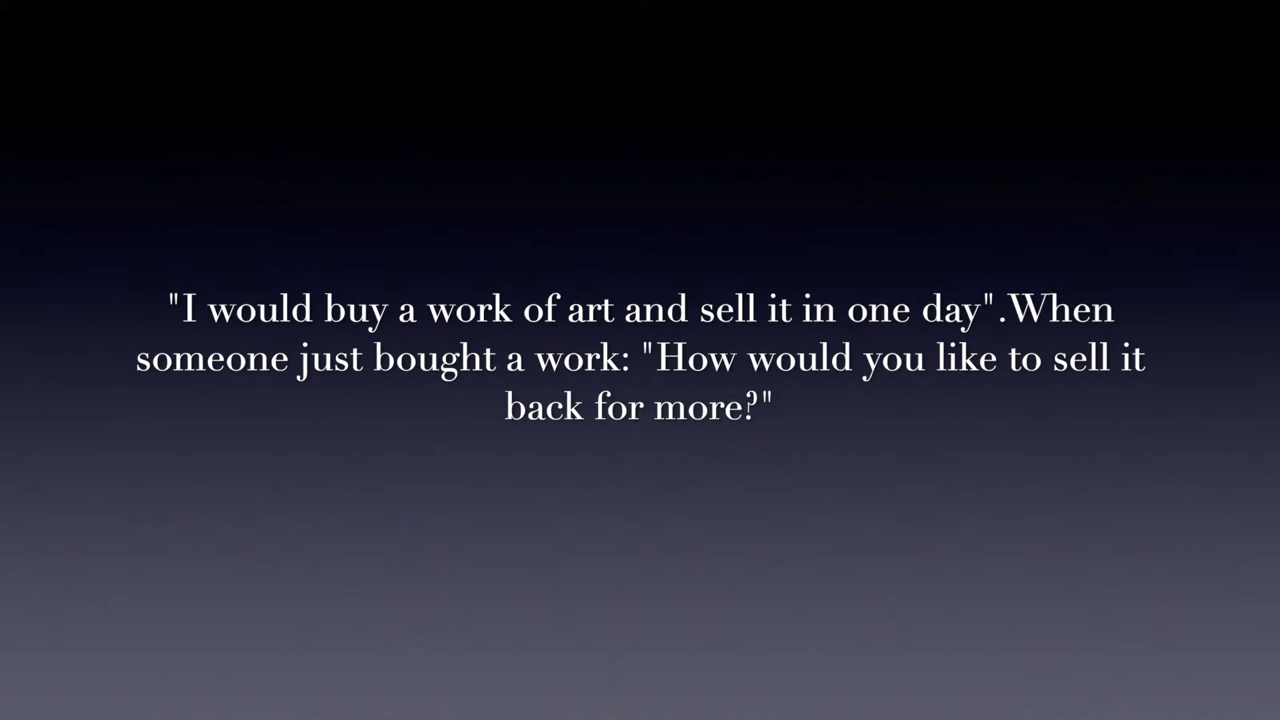 "I would buy a work of art and sell it in one day".When
someone just bought a work: "How would you like to sell it
back for more?"